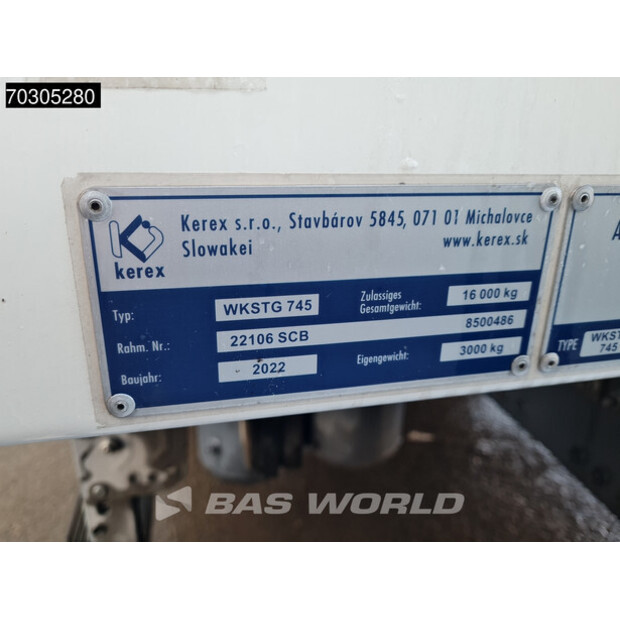 70305280
kerex
Kerex s.r.o., Stavbárov 5845, 071 01 Michalovce
Slowakei
www.kerex.sk
Typ: WKSTG 745
Zulassiges Gesamtgewicht: 16 000 kg
Rahm. Nr.: 22106 SCB 8500486
Baujahr: 2022
Eigengewicht: 3000 kg
A
TYPE WKST
745
BAS WORLD